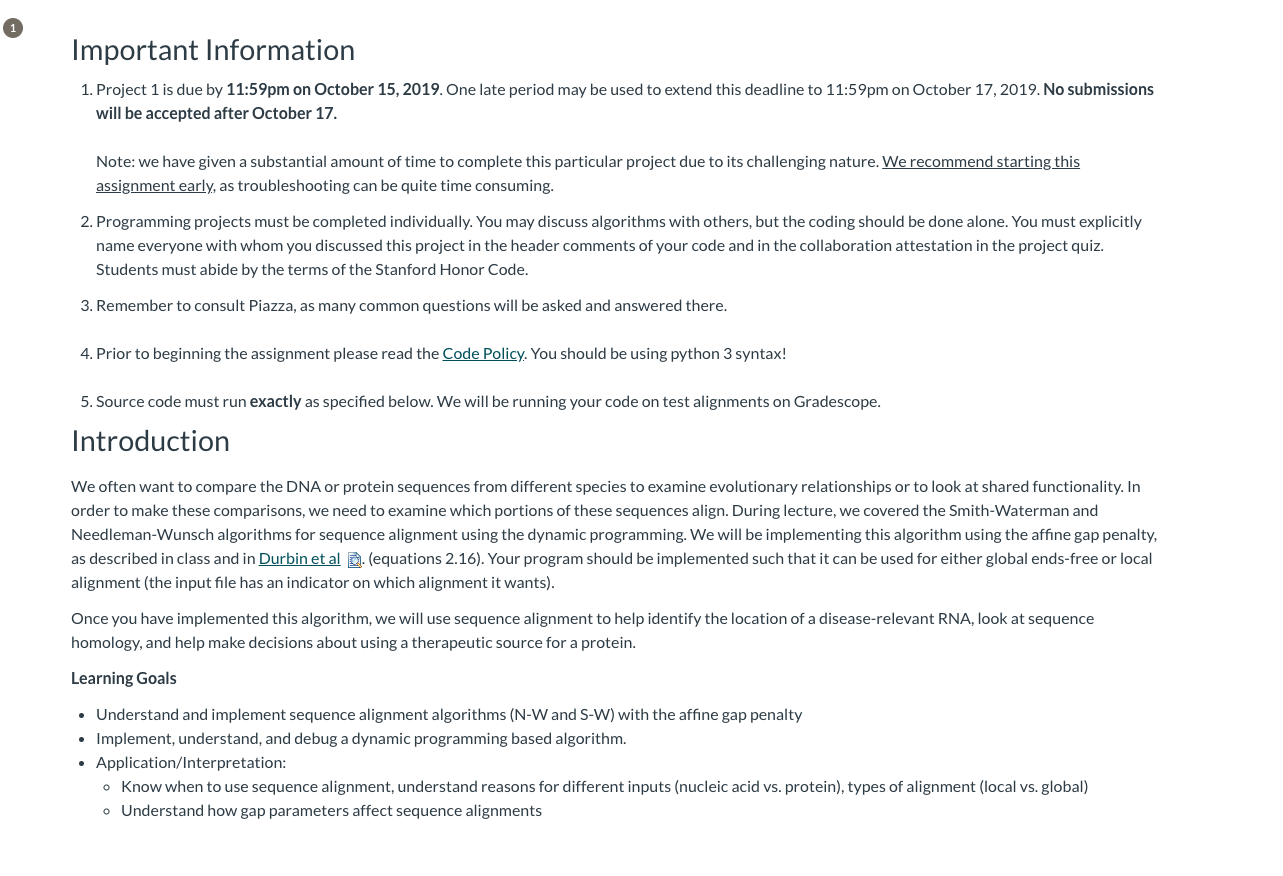 1
Important Information
1. Project 1 is due by 11:59pm on October 15, 2019. One late period may be used to extend this deadline to 11:59pm on October 17, 2019. No submissions
will be accepted after October 17.
Note: we have given a substantial amount of time to complete this particular project due to its challenging nature. We recommend starting this
assignment early, as troubleshooting can be quite time consuming.
2. Programming projects must be completed individually. You may discuss algorithms with others, but the coding should be done alone. You must explicitly
name everyone with whom you discussed this project in the header comments of your code and in the collaboration attestation in the project quiz.
Students must abide by the terms of the Stanford Honor Code.
3. Remember to consult Piazza, as many common questions will be asked and answered there.
4. Prior to beginning the assignment please read the Code Policy. You should be using python 3 syntax!
5. Source code must run exactly as specified below. We will be running your code on test alignments on Gradescope.
Introduction
We often want to compare the DNA or protein sequences from different species to examine evolutionary relationships or to look at shared functionality. In
order to make these comparisons, we need to examine which portions of these sequences align. During lecture, we covered the Smith-Waterman and
Needleman-Wunsch algorithms for sequence alignment using the dynamic programming. We will be implementing this algorithm using the affine gap penalty,
as described in class and in Durbin et al . (equations 2.16). Your program should be implemented such that it can be used for either global ends-free or local
alignment (the input file has an indicator on which alignment it wants).
Once you have implemented this algorithm, we will use sequence alignment to help identify the location of a disease-relevant RNA, look at sequence
homology, and help make decisions about using a therapeutic source for a protein.
Learning Goals
• Understand and implement sequence alignment algorithms (N-W and S-W) with the affine gap penalty
• Implement, understand, and debug a dynamic programming based algorithm.
• Application/Interpretation:
◦ Know when to use sequence alignment, understand reasons for different inputs (nucleic acid vs. protein), types of alignment (local vs. global)
◦ Understand how gap parameters affect sequence alignments